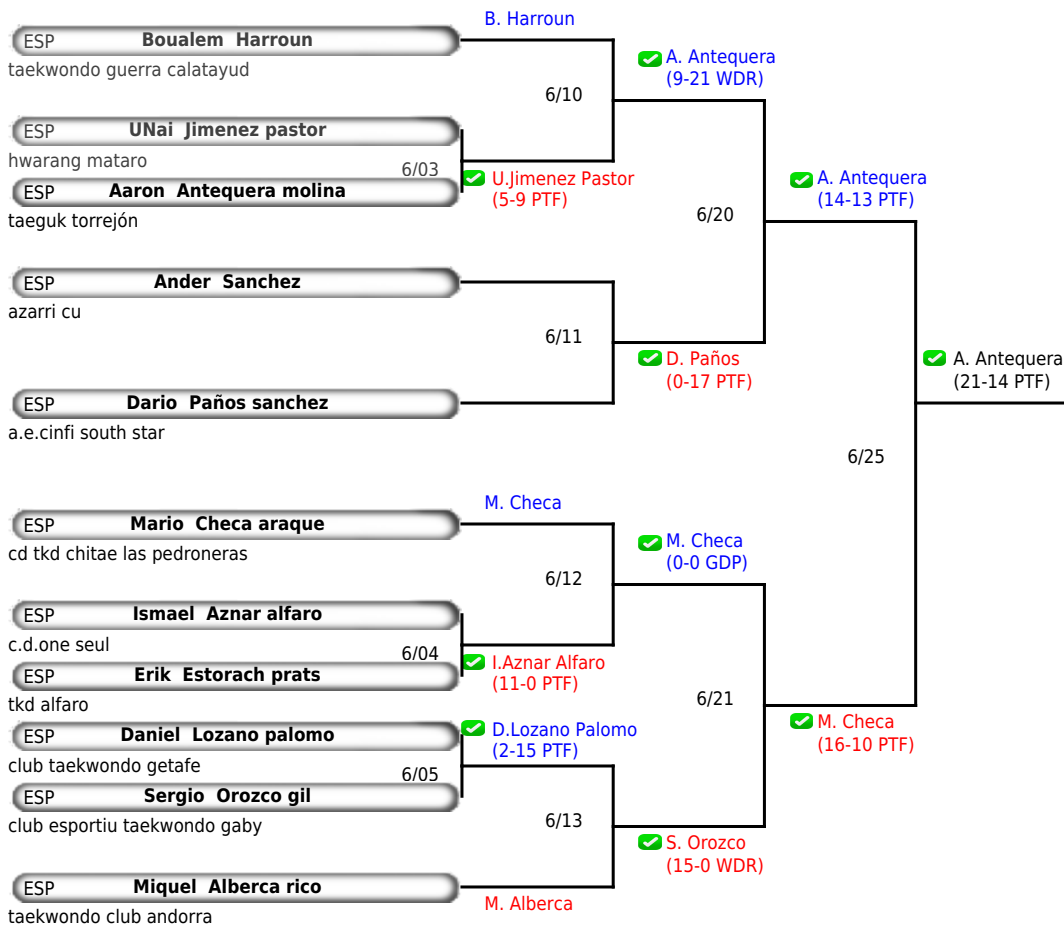 B. Harroun
ESP Boualem Harroun
taekwondo guerra calatayud
A. Antequera
(9-21 WDR)
6/10
ESP UNai Jimenez pastor
hwarang mataro
6/03
ESP Aaron Antequera molina
taeguk torrejón
U.Jimenez Pastor
(5-9 PTF)
A. Antequera
(14-13 PTF)
6/20
ESP Ander Sanchez
azarri cu
6/11
D. Paños
(0-17 PTF)
A. Antequera
(21-14 PTF)
ESP Dario Paños sanchez
a.e.cinfi south star
6/25
M. Checa
ESP Mario Checa araque
cd tkd chitae las pedroneras
M. Checa
(0-0 GDP)
6/12
ESP Ismael Aznar alfaro
c.d.one seul
6/04
ESP Erik Estorach prats
tkd alfaro
I.Aznar Alfaro
(11-0 PTF)
6/21
M. Checa
(16-10 PTF)
ESP Daniel Lozano palomo
club taekwondo getafe
D.Lozano Palomo
(2-15 PTF)
6/05
ESP Sergio Orozco gil
club esportiu taekwondo gaby
6/13
S. Orozco
(15-0 WDR)
ESP Miquel Alberca rico
taekwondo club andorra
M. Alberca